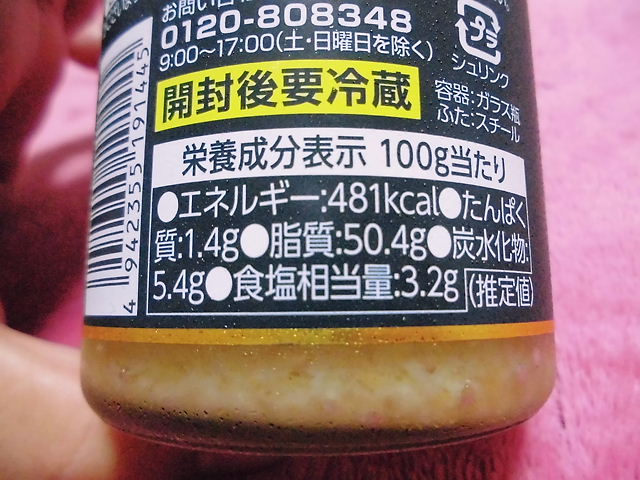 お問い合
0120-808348
9:00～17:00(土・日曜日を除く)
プラ
シュリンク
開封後要冷蔵
容器:ガラス瓶
ふた:スチール
栄養成分表示 100g当たり
●エネルギー:481kcal●たんぱく
質:1.4g●脂質:50.4g●炭水化物:
5.4g●食塩相当量:3.2g
(推定値)
4 942355 191445